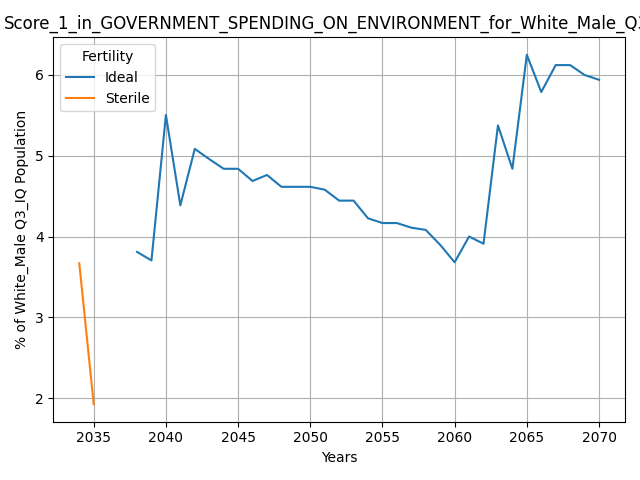 Score_1_in_GOVERNMENT_SPENDING_ON_ENVIRONMENT_for_White_Male_Q3
Fertility
Ideal
Sterile
% of White_Male Q3_IQ Population
6
5
4
3
2
2035 2040 2045 2050 2055 2060 2065 2070
Years